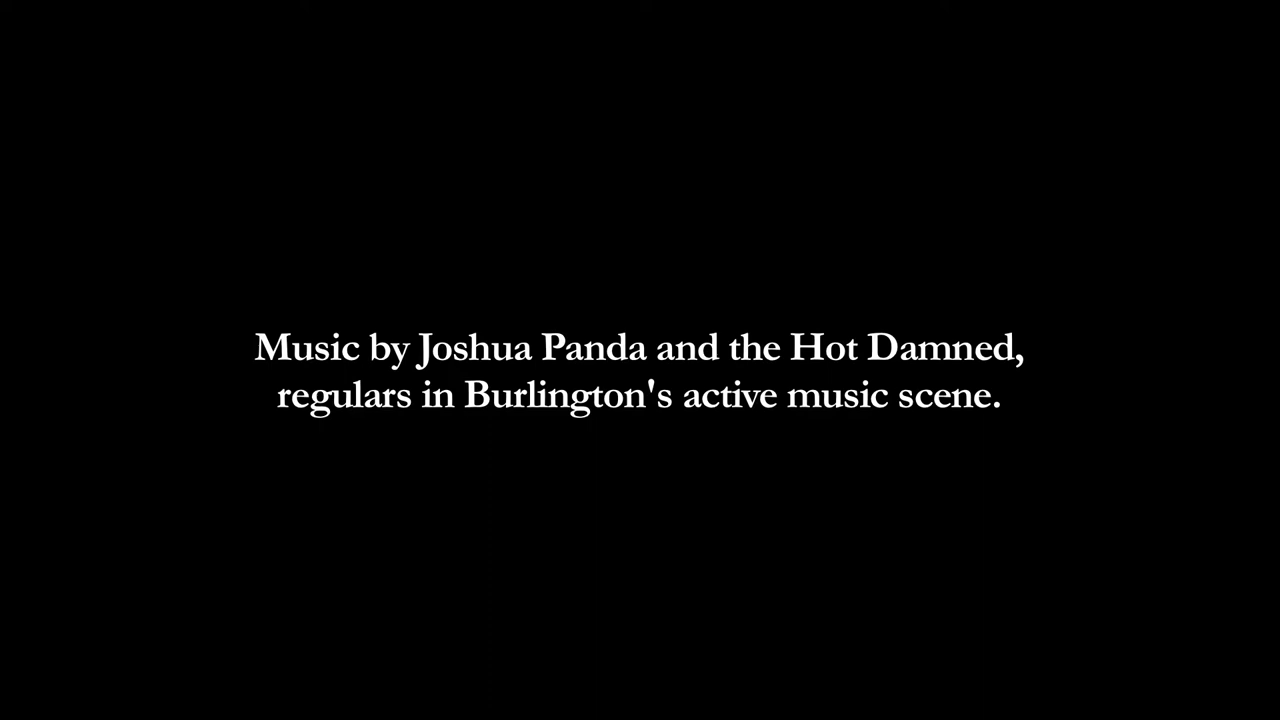 Music by Joshua Panda and the Hot Damned,
regulars in Burlington's active music scene.